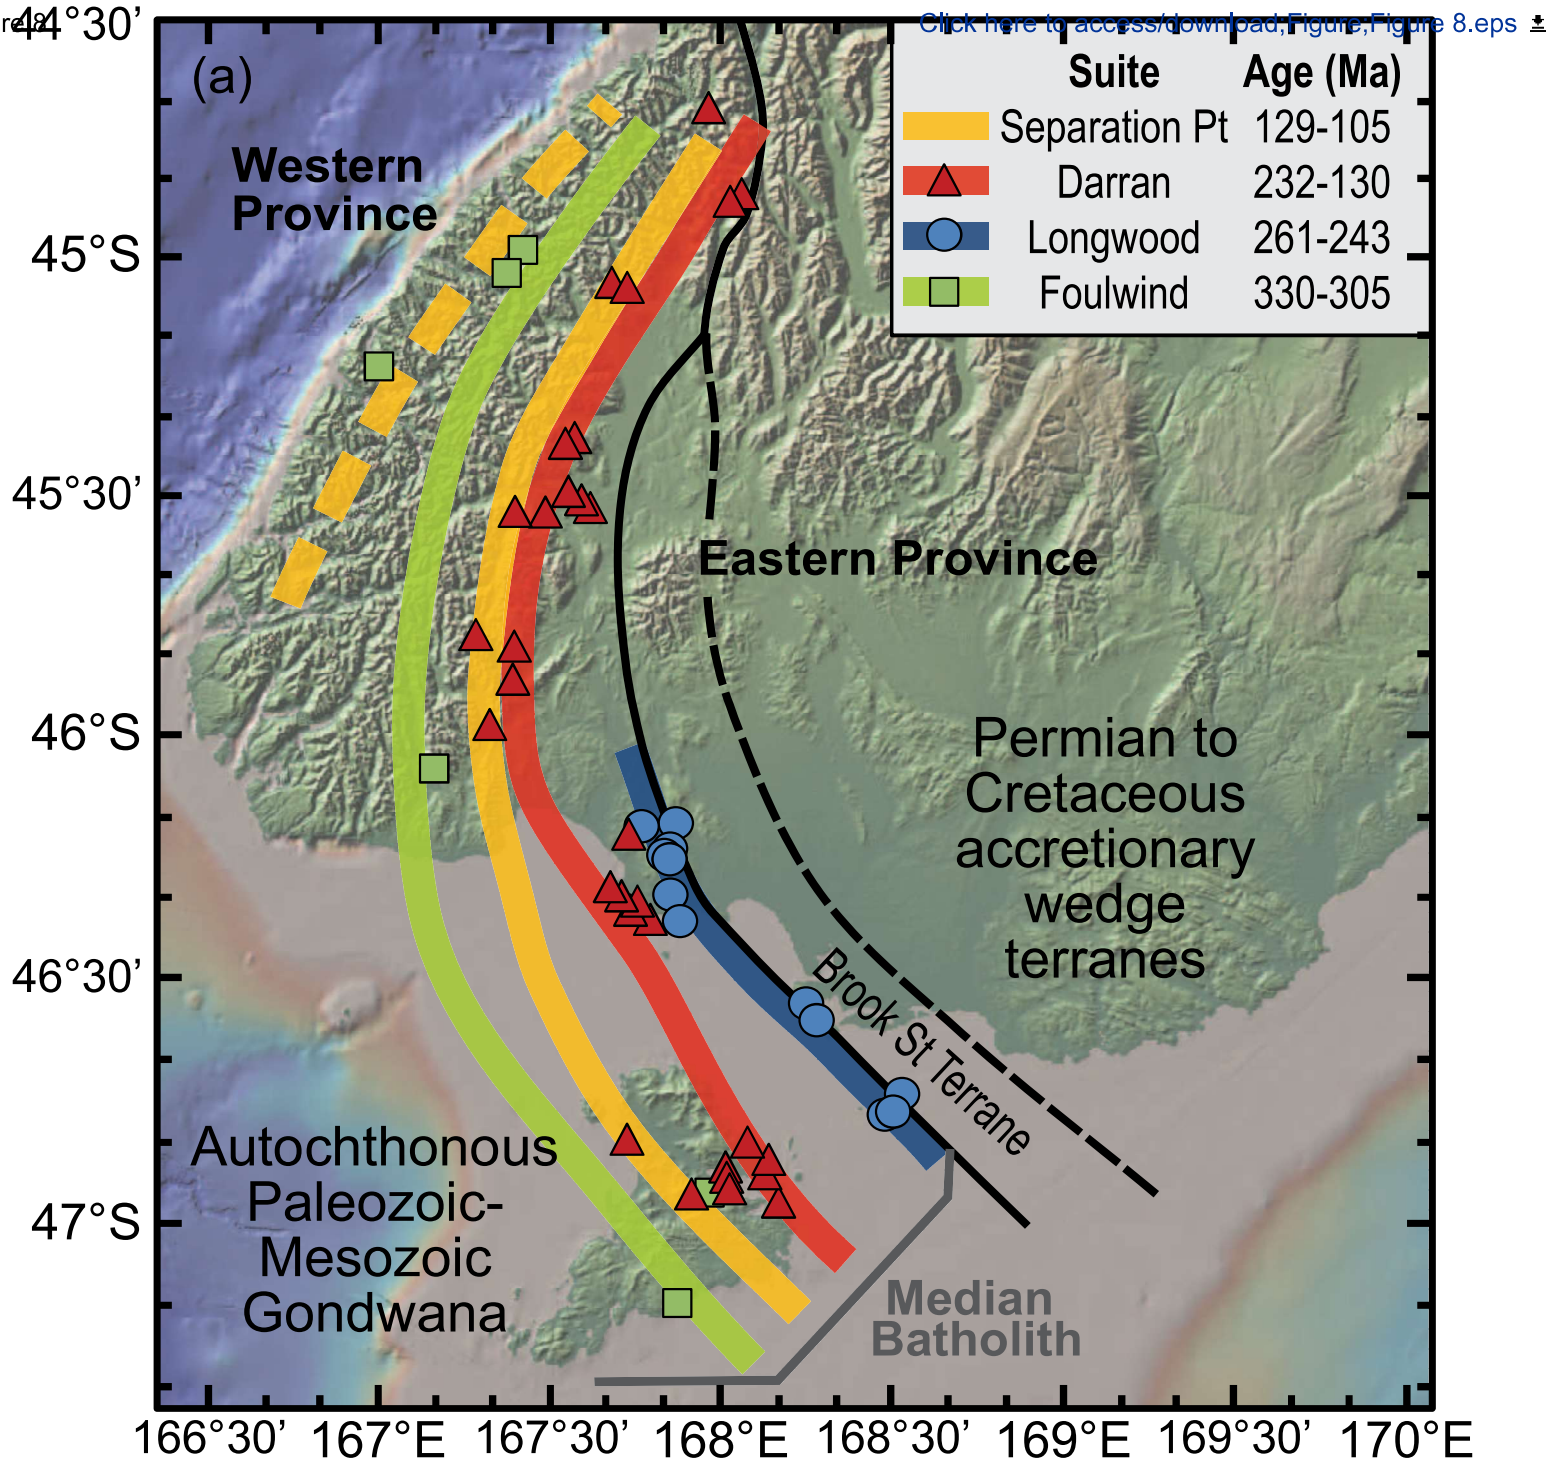 Click here to access/download;Figure;Figure 8.eps
44°30’
(a)
Suite Age (Ma)
Separation Pt 129-105
Darran 232-130
Longwood 261-243
Foulwind 330-305
Western
Province
45°S
45°30’
Eastern Province
46°S
Permian to
Cretaceous
accretionary
wedge
terranes
46°30’
Brook St Terrane
Autochthonous
Paleozoic-
Mesozoic
Gondwana
47°S
Median
Batholith
166°30’ 167°E 167°30’ 168°E 168°30’ 169°E 169°30’ 170°E